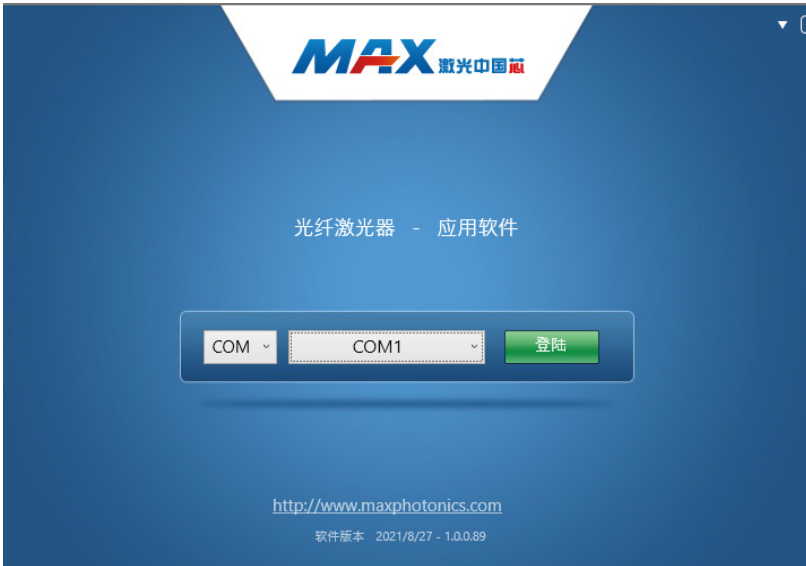 MAX 激光中国芯
光纤激光器 - 应用软件
COM COM1 登陆
http://www.maxphotonics.com
软件版本 2021/8/27 - 1.0.0.89